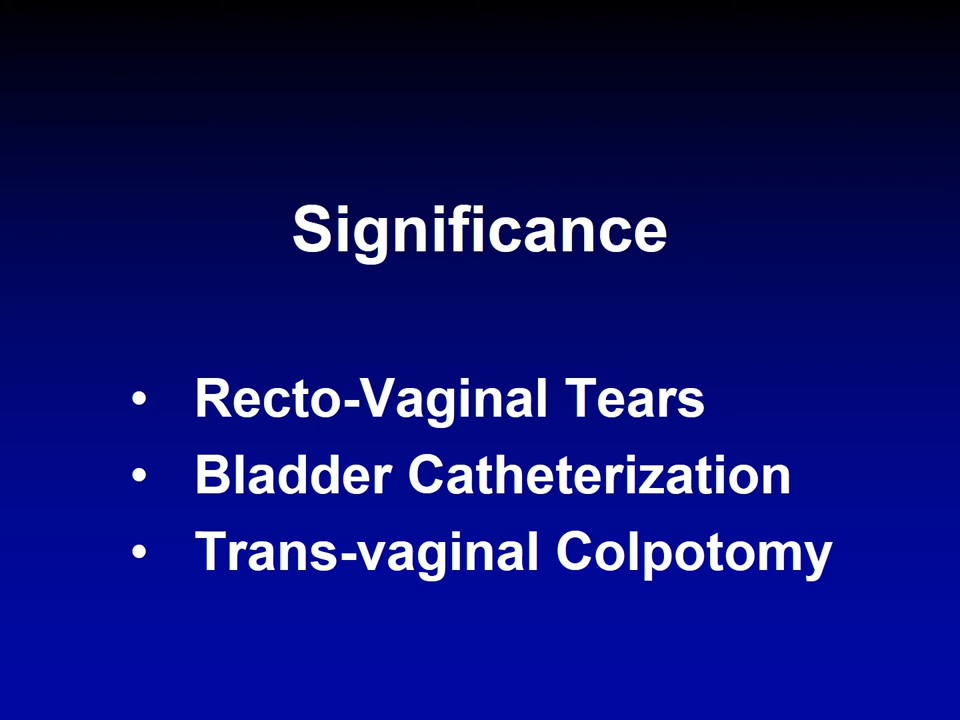 Significance
• Recto-Vaginal Tears
• Bladder Catheterization
• Trans-vaginal Colpotomy